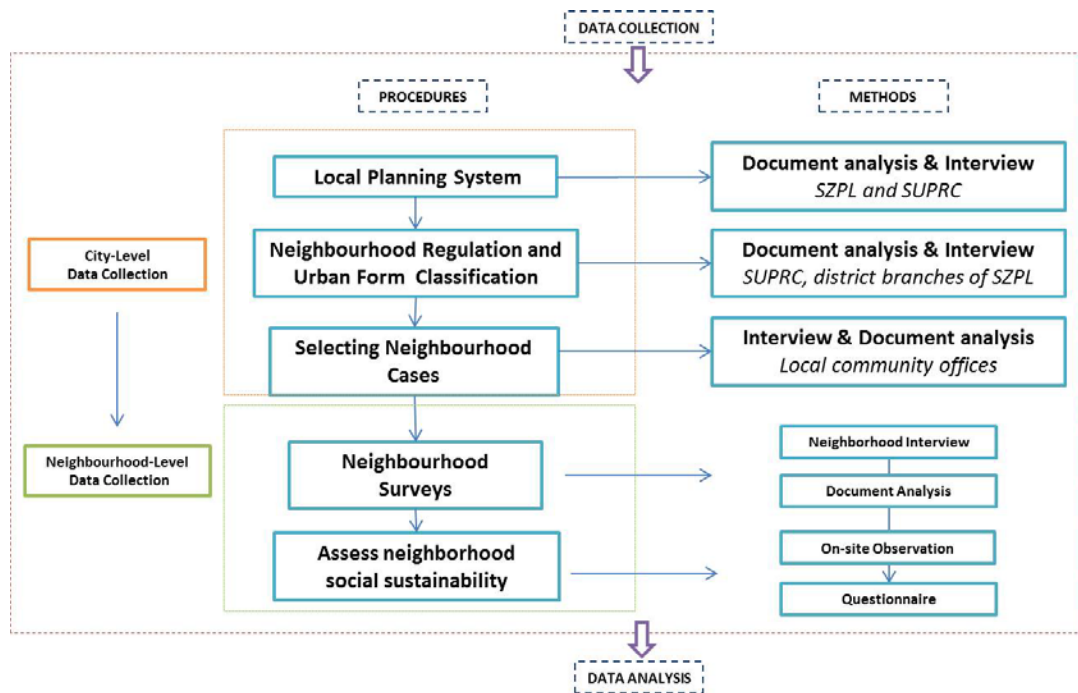 DATA COLLECTION
PROCEDURES
METHODS
Local Planning System
Document analysis & Interview
SZPL and SUPRC
City-Level
Data Collection
Neighbourhood Regulation and
Urban Form Classification
Document analysis & Interview
SUPRC, district branches of SZPL
Selecting Neighbourhood
Cases
Interview & Document analysis
Local community offices
Neighbourhood-Level
Data Collection
Neighbourhood
Surveys
Assess neighborhood
social sustainability
Neighborhood Interview
Document Analysis
On-site Observation
Questionnaire
DATA ANALYSIS